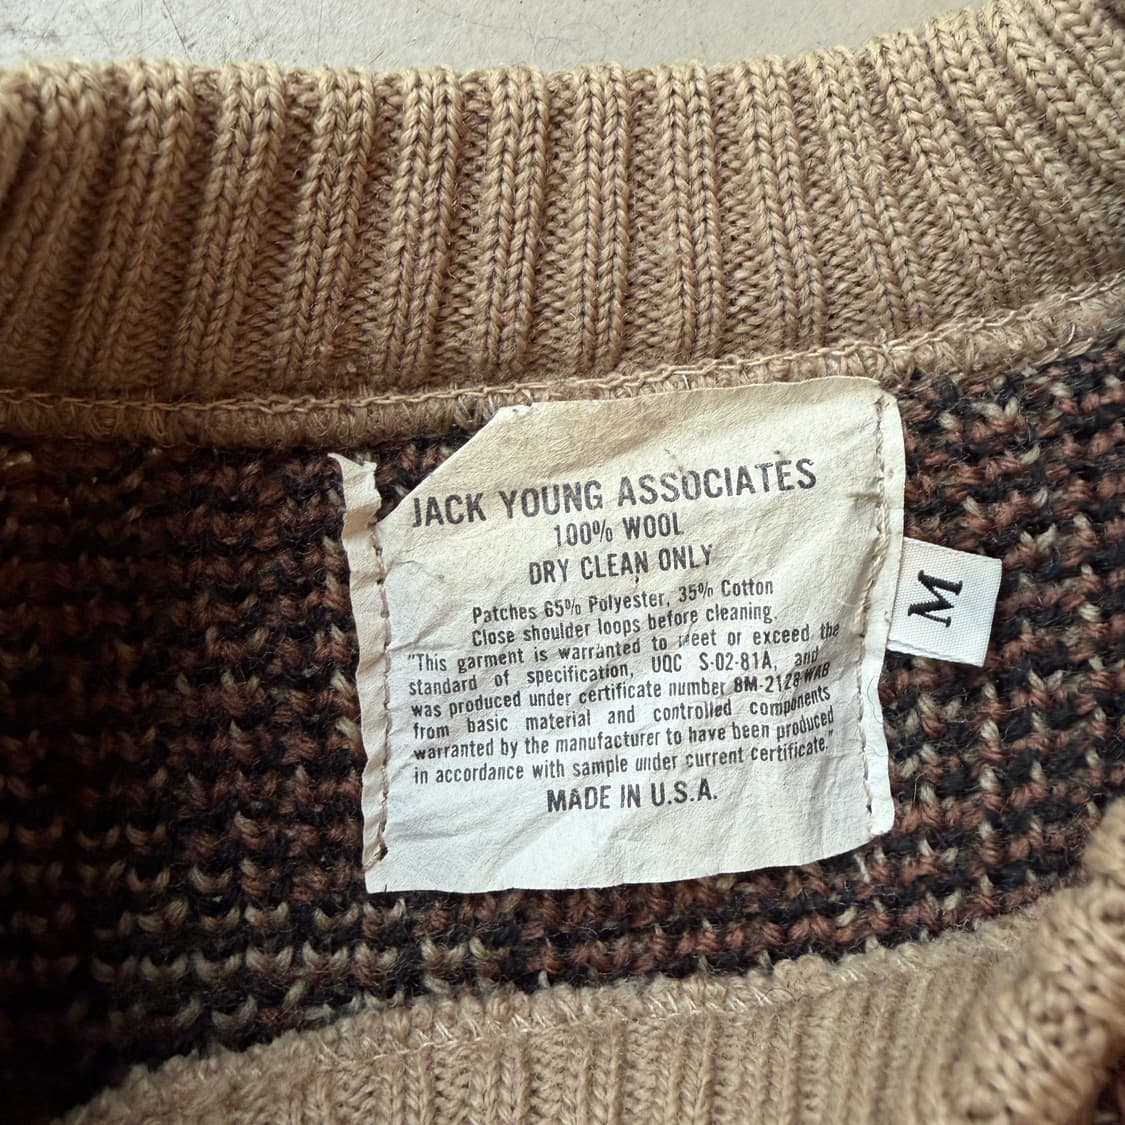 JACK YOUNG ASSOCIATES
100% WOOL
DRY CLEAN ONLY
Patches 65% Polyester, 35% Cotton
Close shoulder loops before cleaning.
"This garment is warranted to meet or exceed the
standard of specification, UQC S-02-81A, and
was produced under certificate number 8M-2128-WAB
from basic material and controlled components
warranted by the manufacturer to have been produced
in accordance with sample under current certificate."
MADE IN U.S.A.
M